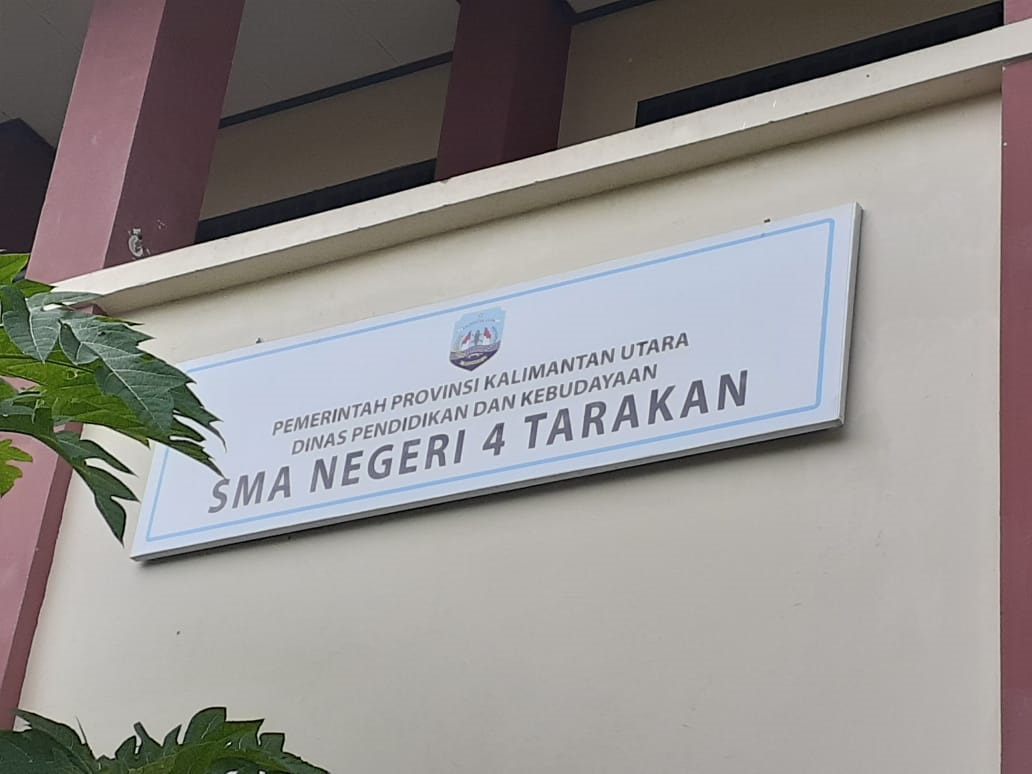 PEMERINTAH PROVINSI KALIMANTAN UTARA
DINAS PENDIDIKAN DAN KEBUDAYAAN
SMA NEGERI 4 TARAKAN